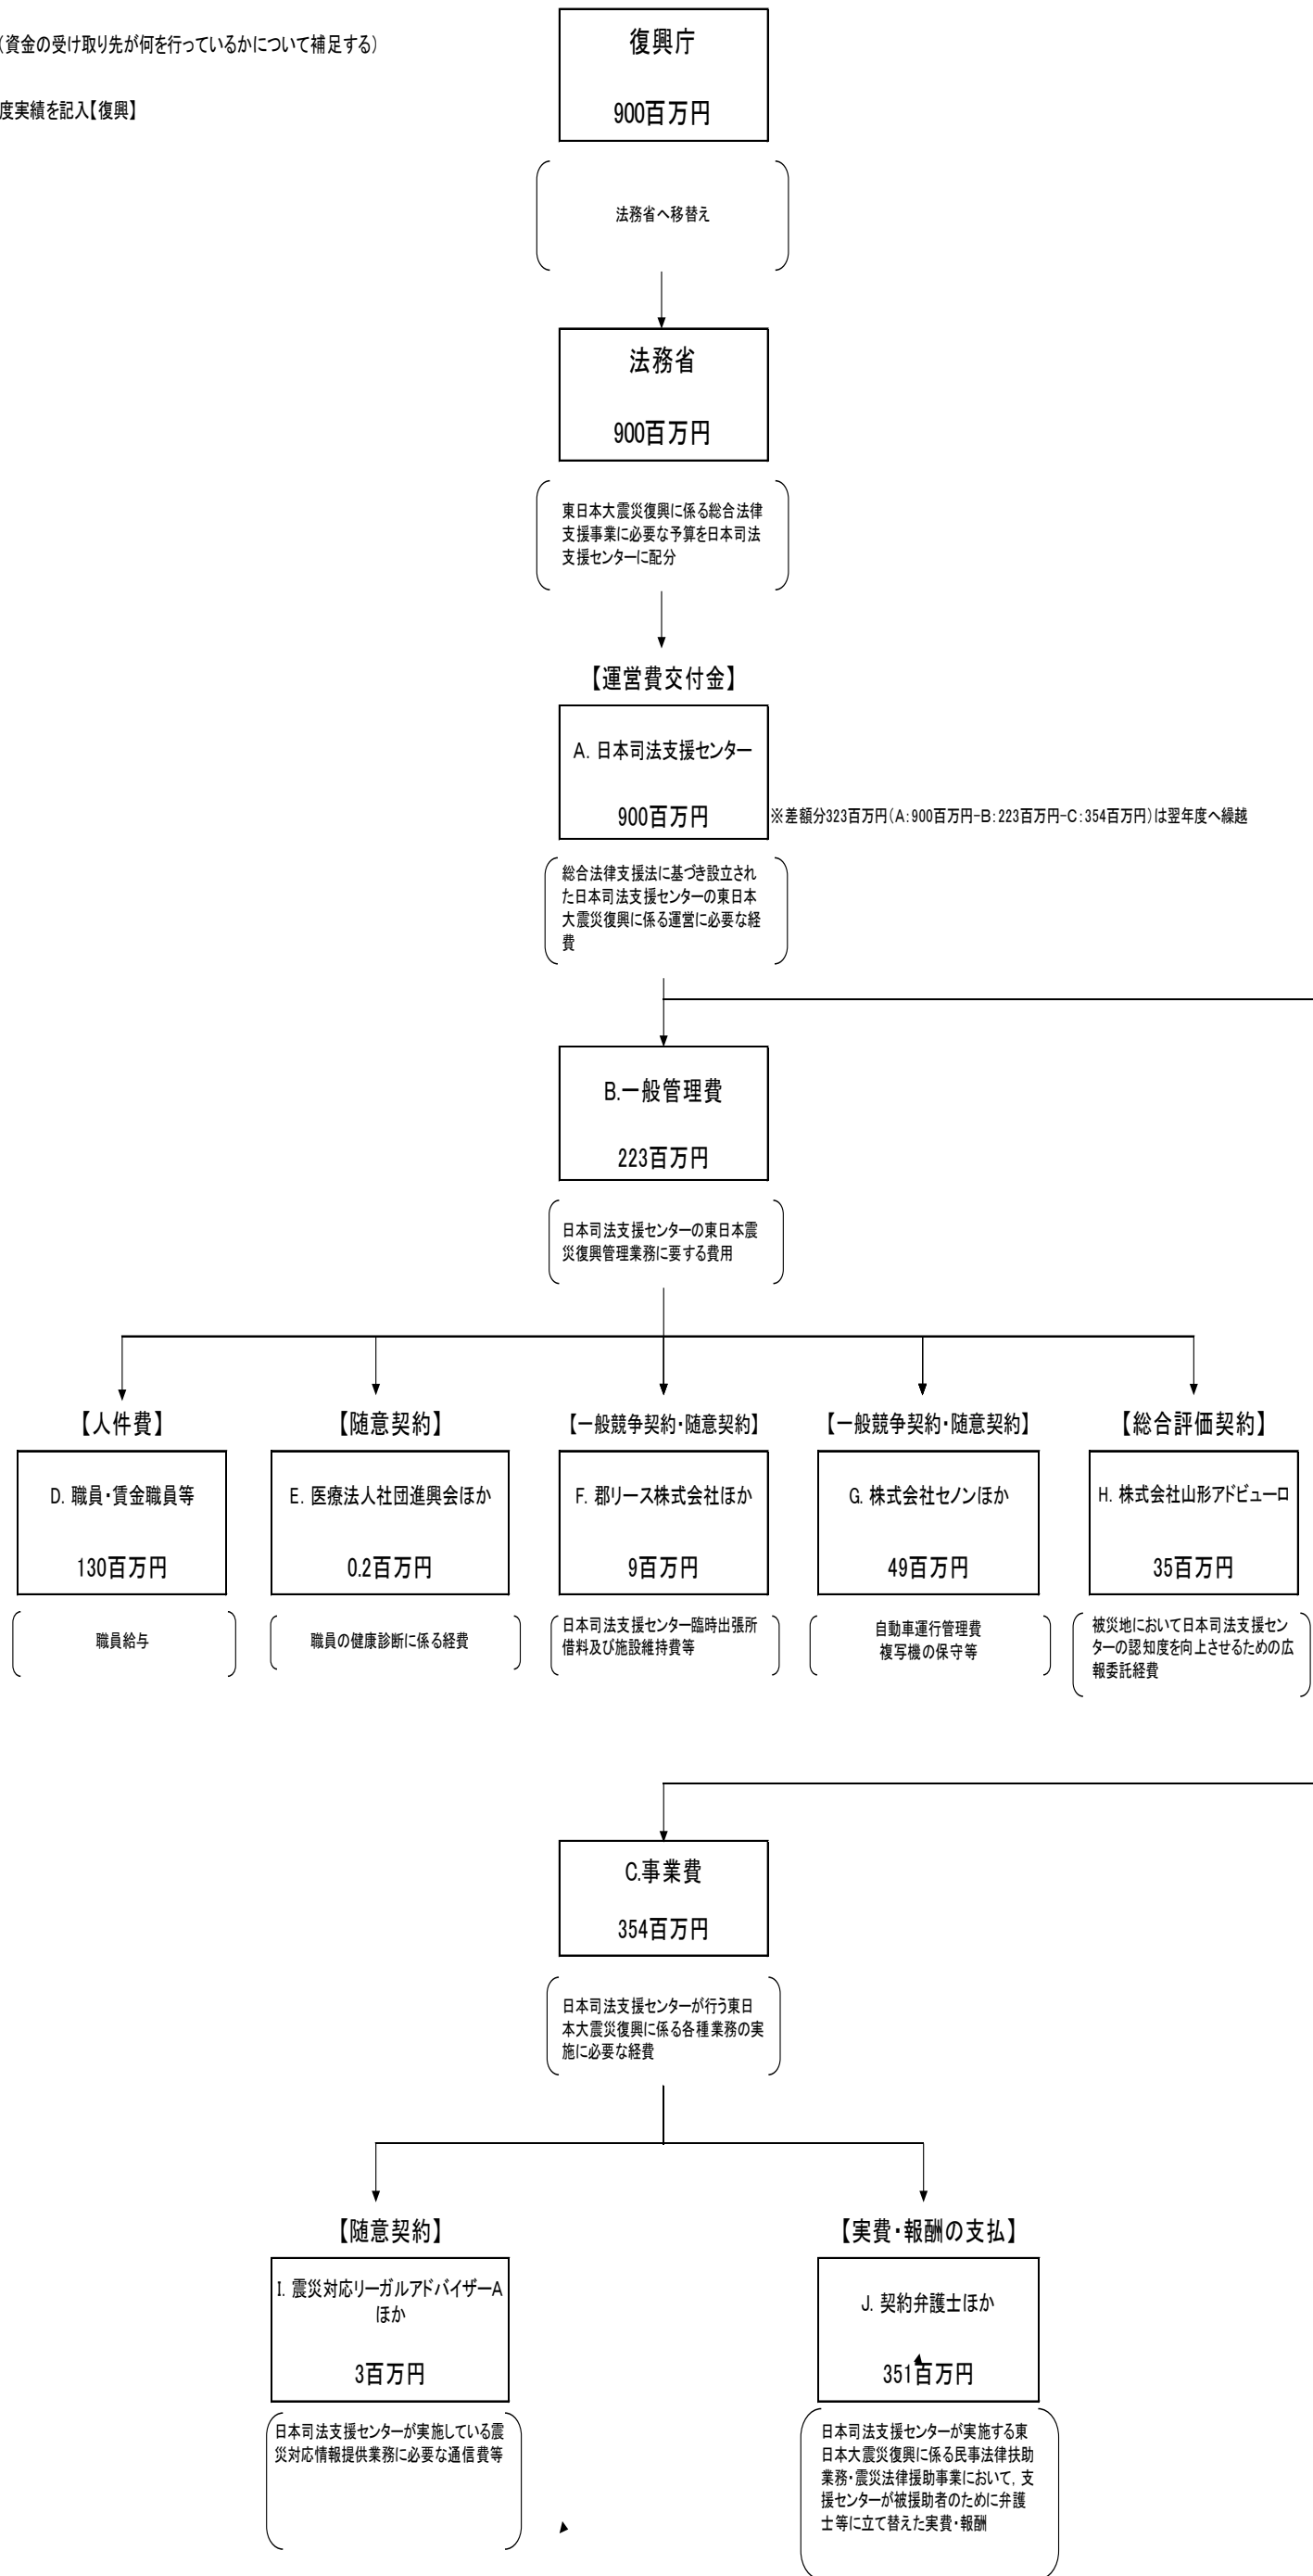 （資金の受け取り先が何を行っているかについて補足する）
度実績を記入【復興】
復興庁
900百万円
法務省へ移替え
法務省
900百万円
東日本大震災復興に係る総合法律
支援事業に必要な予算を日本司法
支援センターに配分
【運営費交付金】
A. 日本司法支援センター
900百万円
※差額分323百万円（A:900百万円-B:223百万円-C:354百万円）は翌年度へ繰越
総合法律支援法に基づき設立され
た日本司法支援センターの東日本
大震災復興に係る運営に必要な経
費
B.一般管理費
223百万円
日本司法支援センターの東日本震
災復興管理業務に要する費用
【人件費】
D. 職員・賃金職員等
130百万円
職員給与
【随意契約】
E. 医療法人社団進興会ほか
0.2百万円
職員の健康診断に係る経費
【一般競争契約・随意契約】
F. 郡リース株式会社ほか
9百万円
日本司法支援センター臨時出張所
借料及び施設維持費等
【一般競争契約・随意契約】
G. 株式会社セノンほか
49百万円
自動車運行管理費
複写機の保守等
【総合評価契約】
H. 株式会社山形アドビューロ
35百万円
被災地において日本司法支援セン
ターの認知度を向上させるための広
報委託経費
C.事業費
354百万円
日本司法支援センターが行う東日
本大震災復興に係る各種業務の実
施に必要な経費
【随意契約】
I. 震災対応リーガルアドバイザーA
ほか
3百万円
日本司法支援センターが実施している震
災対応情報提供業務に必要な通信費等
【実費・報酬の支払】
J. 契約弁護士ほか
351百万円
日本司法支援センターが実施する東
日本大震災復興に係る民事法律扶助
業務・震災法律援助事業において, 支
援センターが被援助者のために弁護
士等に立て替えた実費・報酬